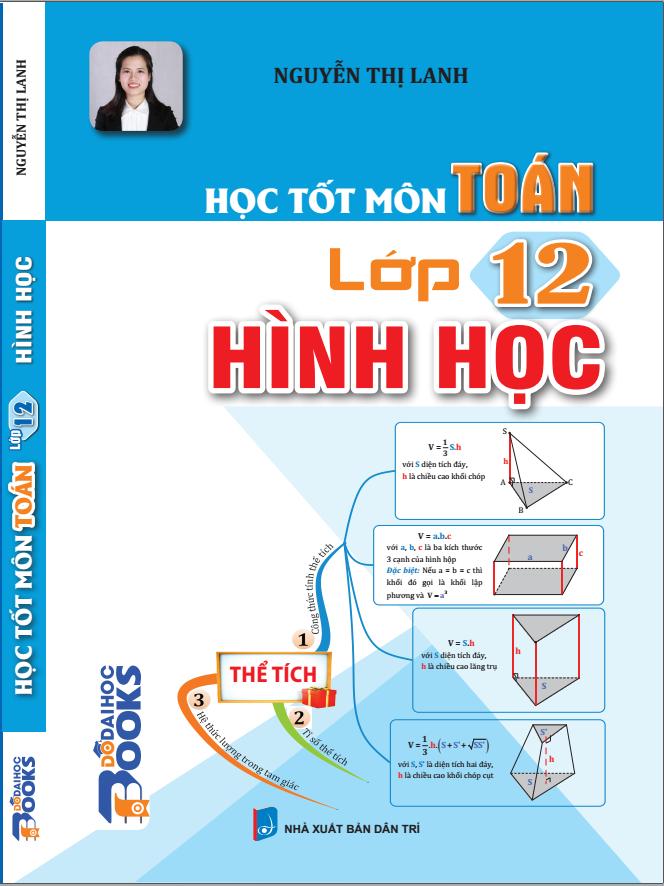 NGUYỄN THỊ LANH
HỌC TỐT MÔN TOÁN Lớp 12 HÌNH HỌC
DODAIHOC
BOOKS
NGUYỄN THỊ LANH
HỌC TỐT MÔN TOÁN
Lớp 12
HÌNH HỌC
V = 1/3 S.h
với S diện tích đáy,
h là chiều cao khối chóp
S
h
A
S
C
B
V = a.b.c
với a, b, c là ba kích thước
3 cạnh của hình hộp
Đặc biệt: Nếu a = b = c thì
khối đó gọi là khối lập
phương và V = a³
a
b
c
V = S.h
với S diện tích đáy,
h là chiều cao lăng trụ
h
S
V = 1/3 .h.(S + S' + √SS')
với S, S' là diện tích hai đáy,
h là chiều cao khối chóp cụt
S'
h
S
THỂ TÍCH
1
Công thức tính thể tích
2
Tỉ số thể tích
3
Hệ thức lượng trong tam giác
DODAIHOC
BOOKS
NHÀ XUẤT BẢN DÂN TRÍ